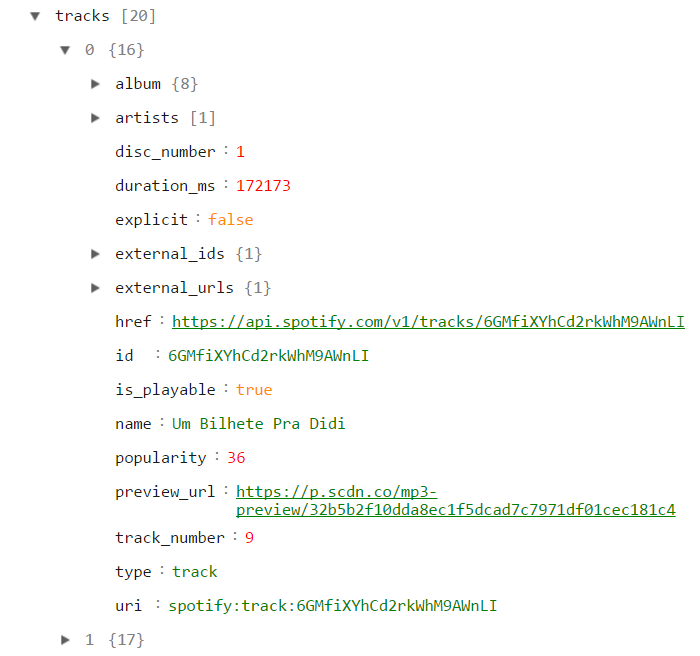 ▼ tracks [20]
▼ 0 {16}
► album {8}
► artists [1]
disc_number : 1
duration_ms : 172173
explicit : false
► external_ids {1}
► external_urls {1}
href : https://api.spotify.com/v1/tracks/6GMfiXYhCd2rkWhM9AWnLI
id : 6GMfiXYhCd2rkWhM9AWnLI
is_playable : true
name : Um Bilhete Pra Didi
popularity : 36
preview_url : https://p.scdn.co/mp3-
preview/32b5b2f10dda8ec1f5dcad7c7971df01cec181c4
track_number : 9
type : track
uri : spotify:track:6GMfiXYhCd2rkWhM9AWnLI
► 1 {17}